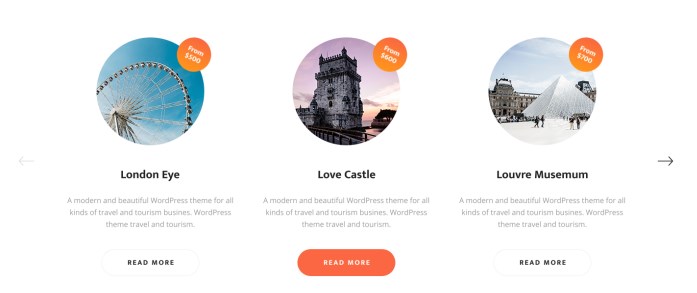 From
$500
From
$600
From
$700
London Eye
Love Castle
Louvre Musemum
A modern and beautiful WordPress theme for all
kinds of travel and tourism busines. WordPress
theme travel and tourism.
A modern and beautiful WordPress theme for all
kinds of travel and tourism busines. WordPress
theme travel and tourism.
A modern and beautiful WordPress theme for all
kinds of travel and tourism busines. WordPress
theme travel and tourism.
READ MORE
READ MORE
READ MORE